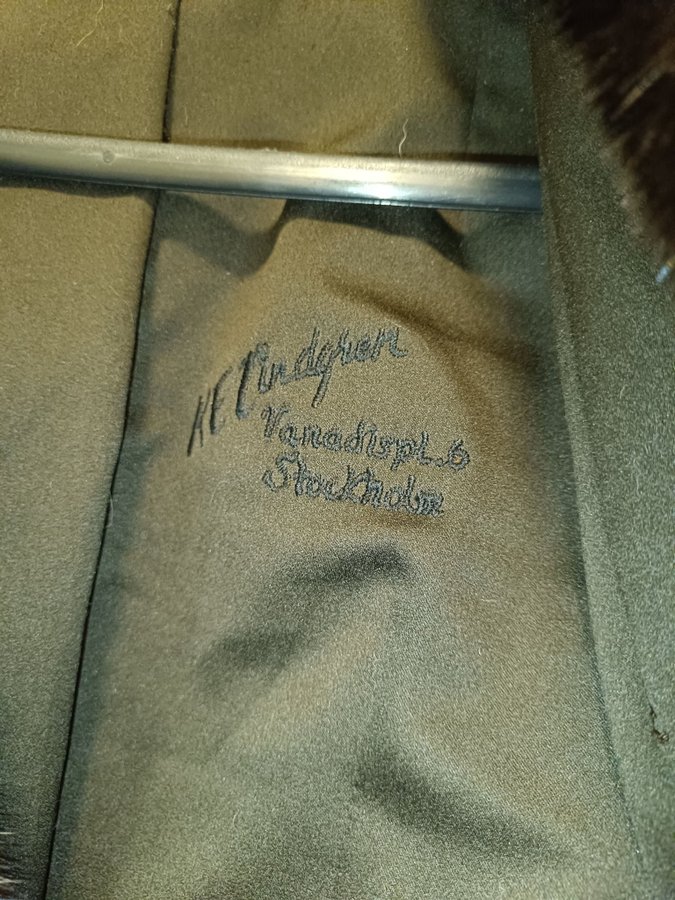 K E Lindgren
Vanadispl. 6
Stockholm